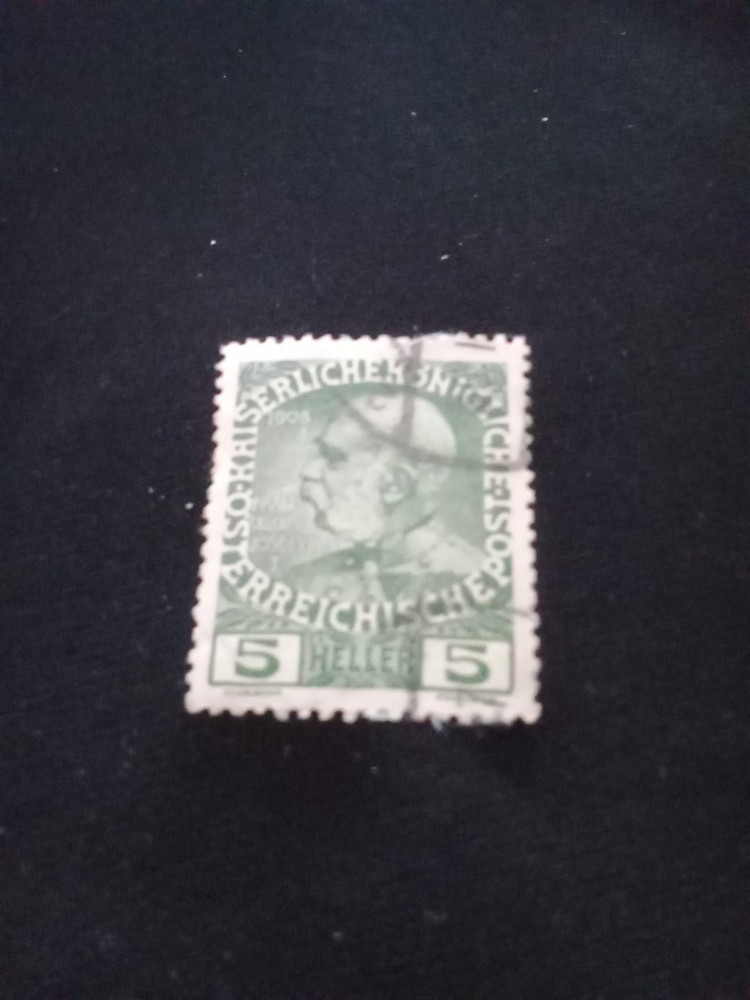 KAISERLICHE KÖNIGLICHE
ÖSTERREICHISCHE POST
1908
5 HELLER 5